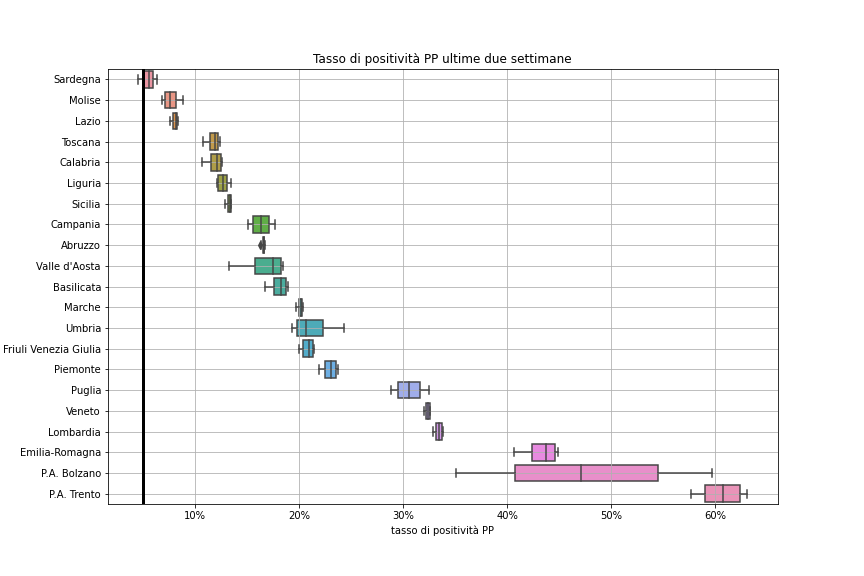 Tasso di positività PP ultime due settimane
Sardegna
Molise
Lazio
Toscana
Calabria
Liguria
Sicilia
Campania
Abruzzo
Valle d'Aosta
Basilicata
Marche
Umbria
Friuli Venezia Giulia
Piemonte
Puglia
Veneto
Lombardia
Emilia-Romagna
P.A. Bolzano
P.A. Trento
10% 20% 30% 40% 50% 60%
tasso di positività PP